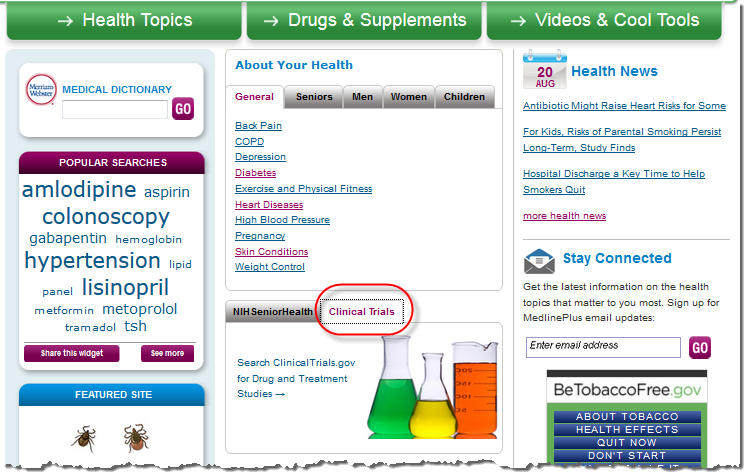 → Health Topics
→ Drugs & Supplements
→ Videos & Cool Tools
Merriam-Webster
MEDICAL DICTIONARY
GO
POPULAR SEARCHES
amlodipine aspirin
colonoscopy
gabapentin hemoglobin
hypertension lipid
panel lisinopril
metformin metoprolol
tramadol tsh
Share this widget
See more
FEATURED SITE
About Your Health
General
Seniors
Men
Women
Children
Back Pain
COPD
Depression
Diabetes
Exercise and Physical Fitness
Heart Diseases
High Blood Pressure
Pregnancy
Skin Conditions
Weight Control
NIHSeniorHealth
Clinical Trials
Search ClinicalTrials.gov
for Drug and Treatment
Studies →
20
AUG
Health News
Antibiotic Might Raise Heart Risks for Some
For Kids, Risks of Parental Smoking Persist
Long-Term, Study Finds
Hospital Discharge a Key Time to Help
Smokers Quit
more health news
Stay Connected
Get the latest information on the health
topics that matter to you most. Sign up for
MedlinePlus email updates:
Enter email address
GO
BeTobaccoFree.gov
ABOUT TOBACCO
HEALTH EFFECTS
QUIT NOW
DON'T START